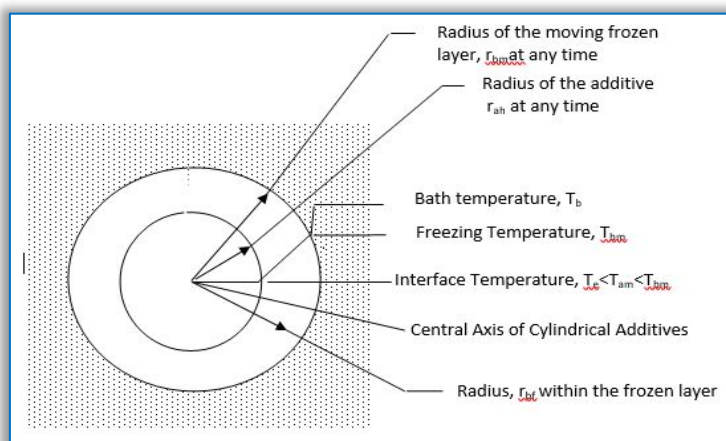 Radius of the moving frozen
layer, rbm at any time
Radius of the additive
rah at any time
Bath temperature, Tb
Freezing Temperature, Tbm
Interface Temperature, Te<Tam<Tbm
Central Axis of Cylindrical Additives
Radius, rbf within the frozen layer